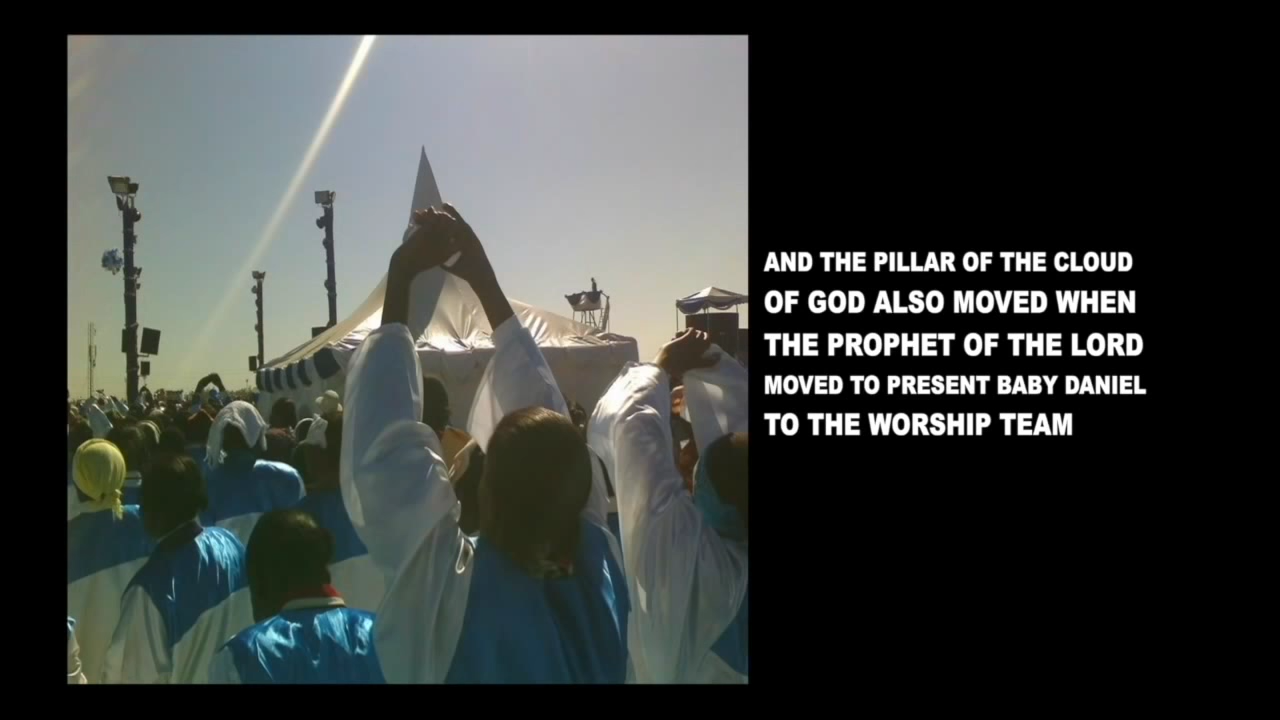 AND THE PILLAR OF THE CLOUD
OF GOD ALSO MOVED WHEN
THE PROPHET OF THE LORD
MOVED TO PRESENT BABY DANIEL
TO THE WORSHIP TEAM